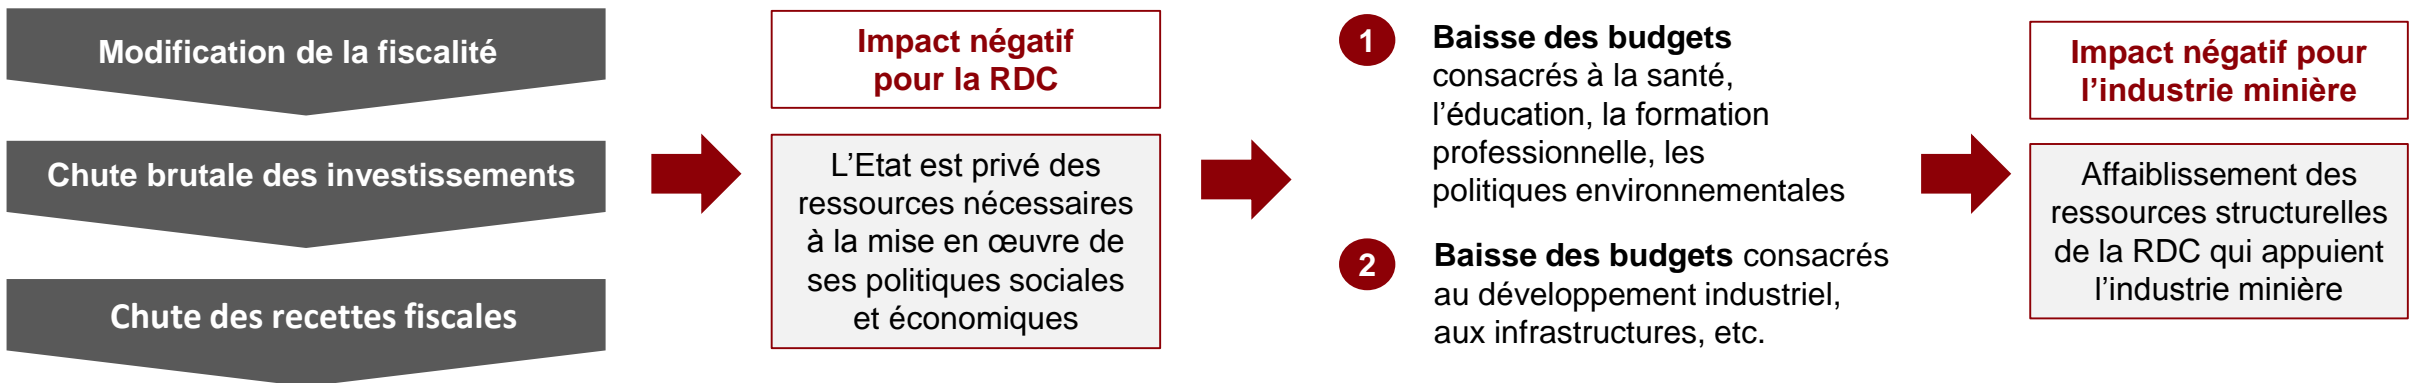 Modification de la fiscalité
Chute brutale des investissements
Chute des recettes fiscales
Impact négatif
pour la RDC
L’Etat est privé des
ressources nécessaires
à la mise en œuvre de
ses politiques sociales
et économiques
1
Baisse des budgets
consacrés à la santé,
l’éducation, la formation
professionnelle, les
politiques environnementales
2
Baisse des budgets consacrés
au développement industriel,
aux infrastructures, etc.
Impact négatif pour
l’industrie minière
Affaiblissement des
ressources structurelles
de la RDC qui appuient
l’industrie minière